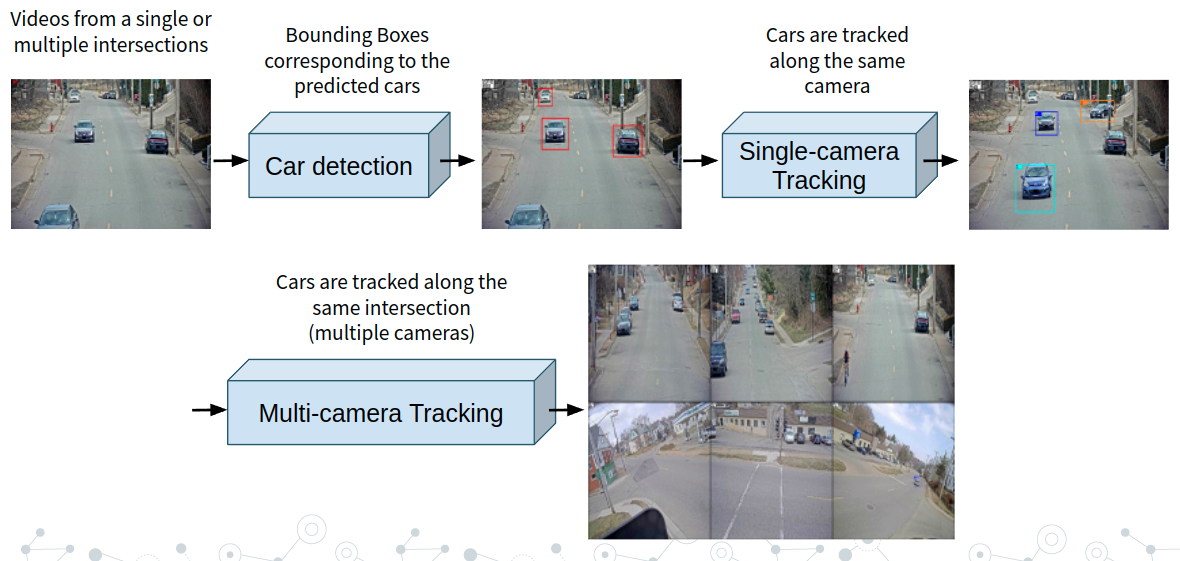 Videos from a single or
multiple intersections
Bounding Boxes
corresponding to the
predicted cars
Cars are tracked
along the same
camera
Car detection
Single-camera
Tracking
Cars are tracked along the
same intersection
(multiple cameras)
Multi-camera Tracking